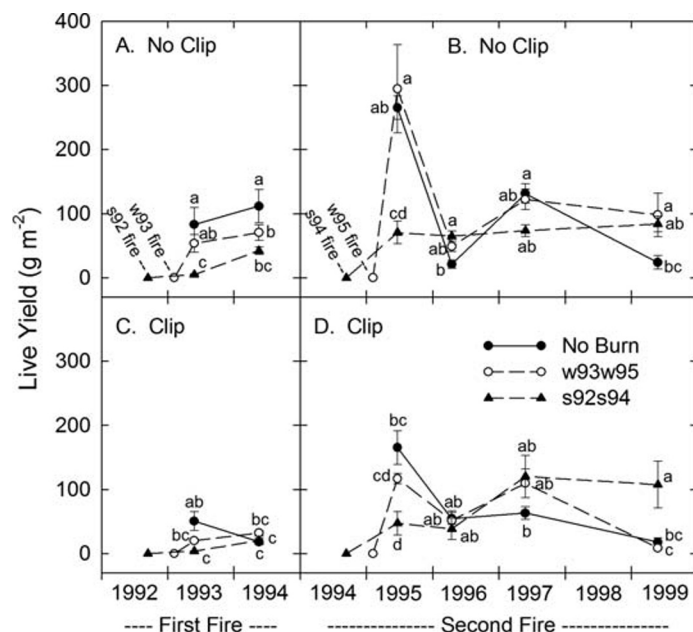 400
300
200
100
0
300
200
100
0
Live Yield (g m-2)
A. No Clip
s92 fire
w93 fire
a
ab
c
a
b
bc
B. No Clip
s94 fire
w95 fire
a
ab
cd
a
ab
b
a
ab
ab
a
ab
bc
C. Clip
ab
bc
c
bc
c
c
D. Clip
No Burn
w93w95
s92s94
bc
cd
d
ab
ab
ab
ab
ab
b
a
bc
c
1992 1993 1994 1994 1995 1996 1997 1998 1999
---- First Fire ---- ------------ Second Fire ------------